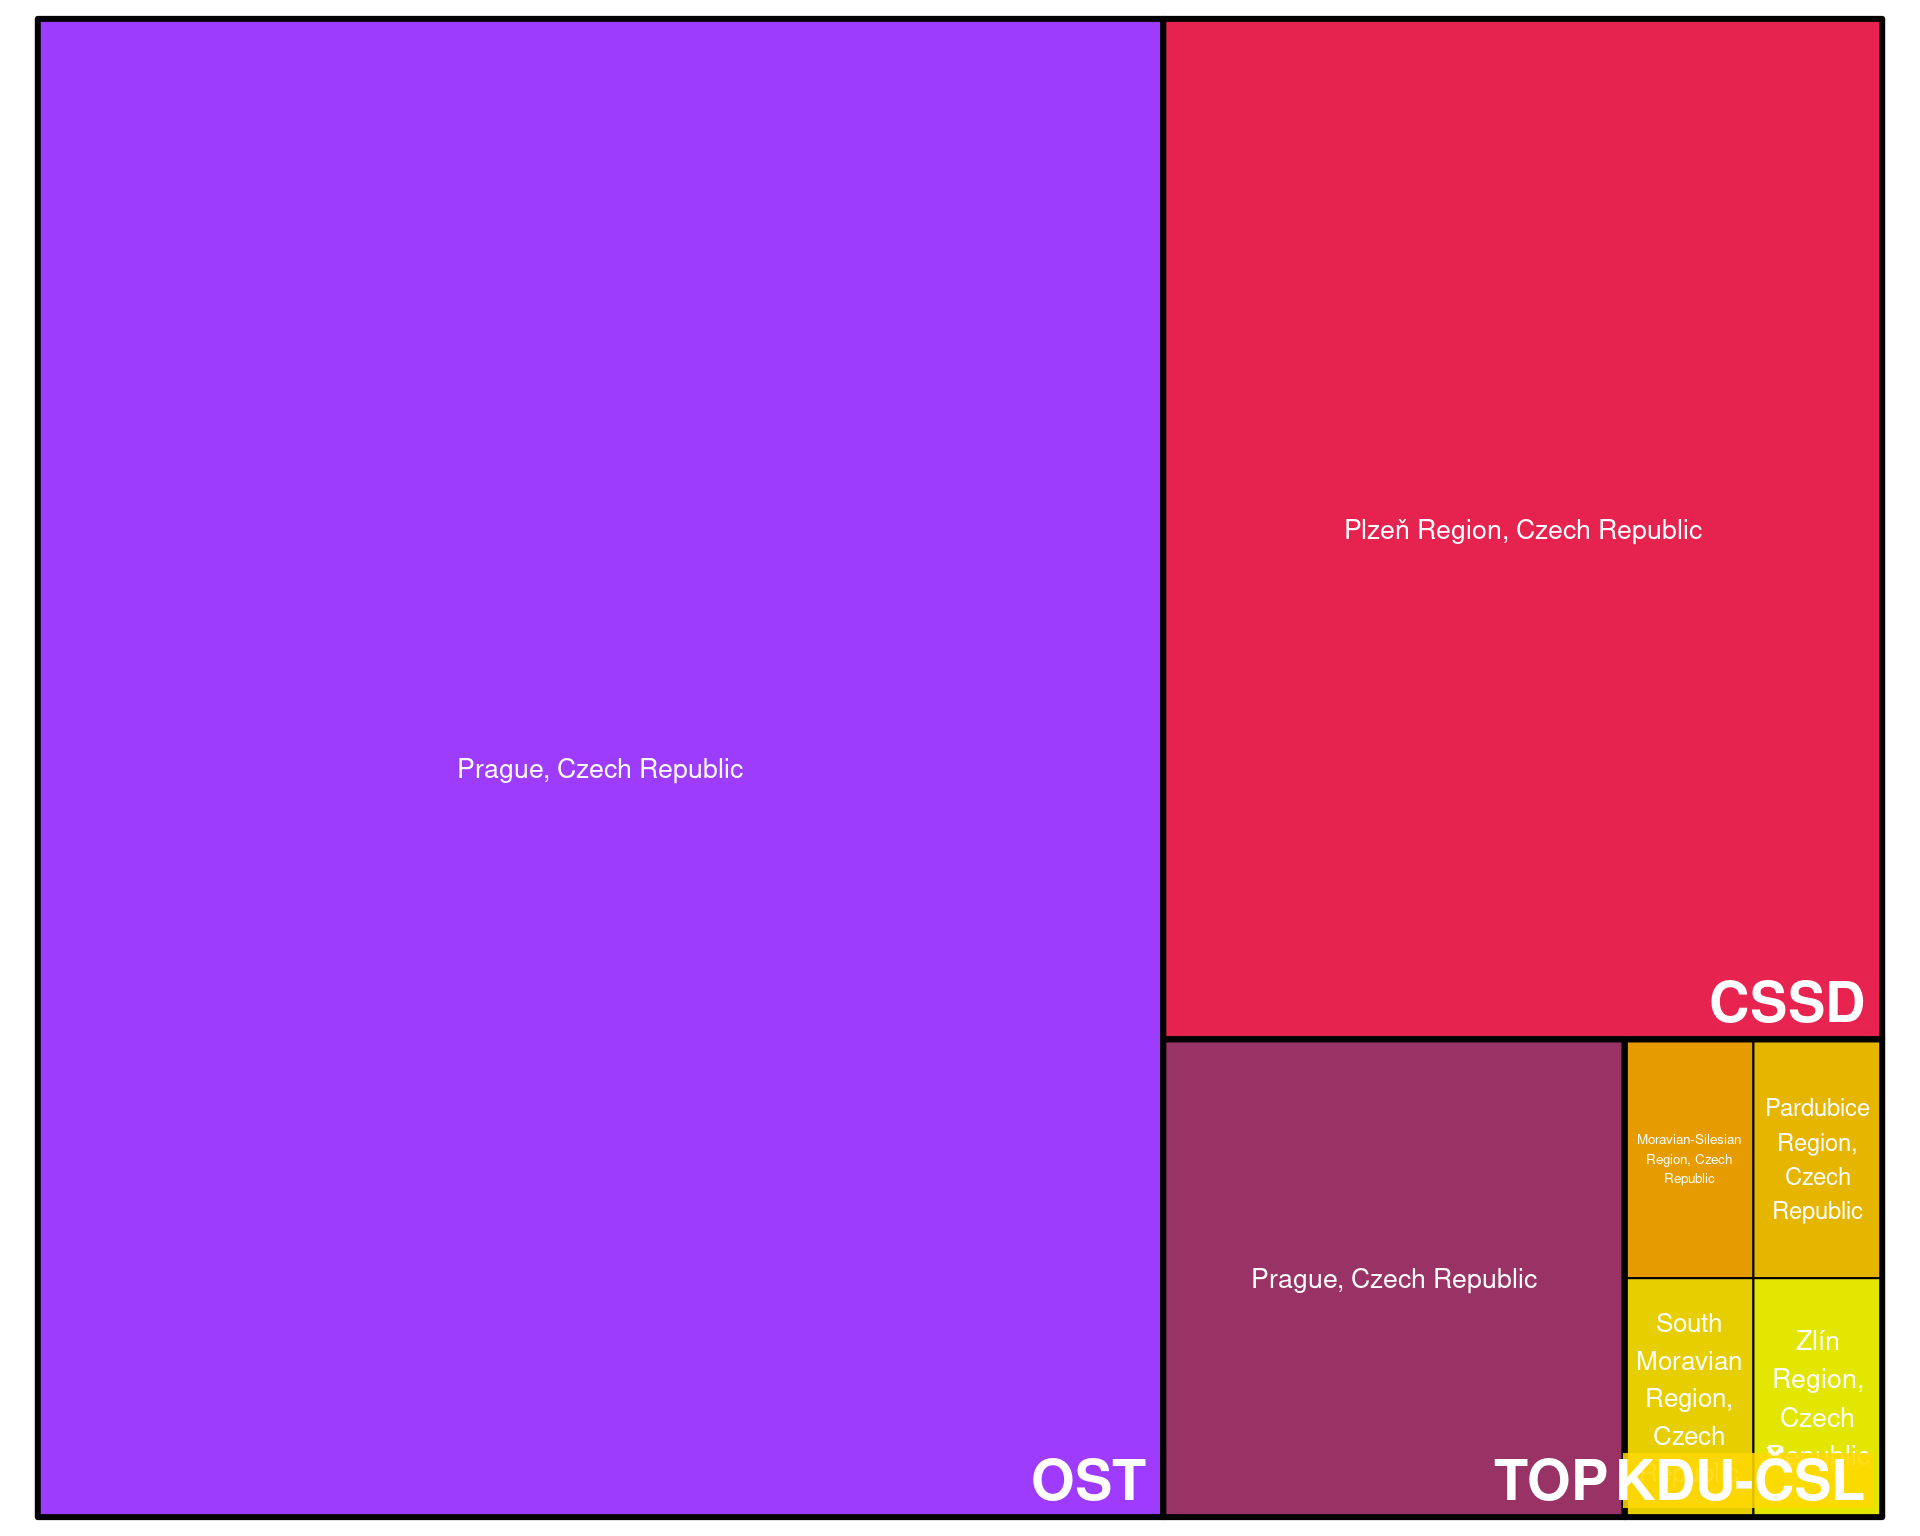 Prague, Czech Republic
OST
Plzeň Region, Czech Republic
CSSD
Prague, Czech Republic
TOP
Moravian-Silesian
Region, Czech
Republic
Pardubice
Region,
Czech
Republic
South
Moravian
Region,
Czech
Zlín
Region,
Czech
Republic
KDU-ČSL